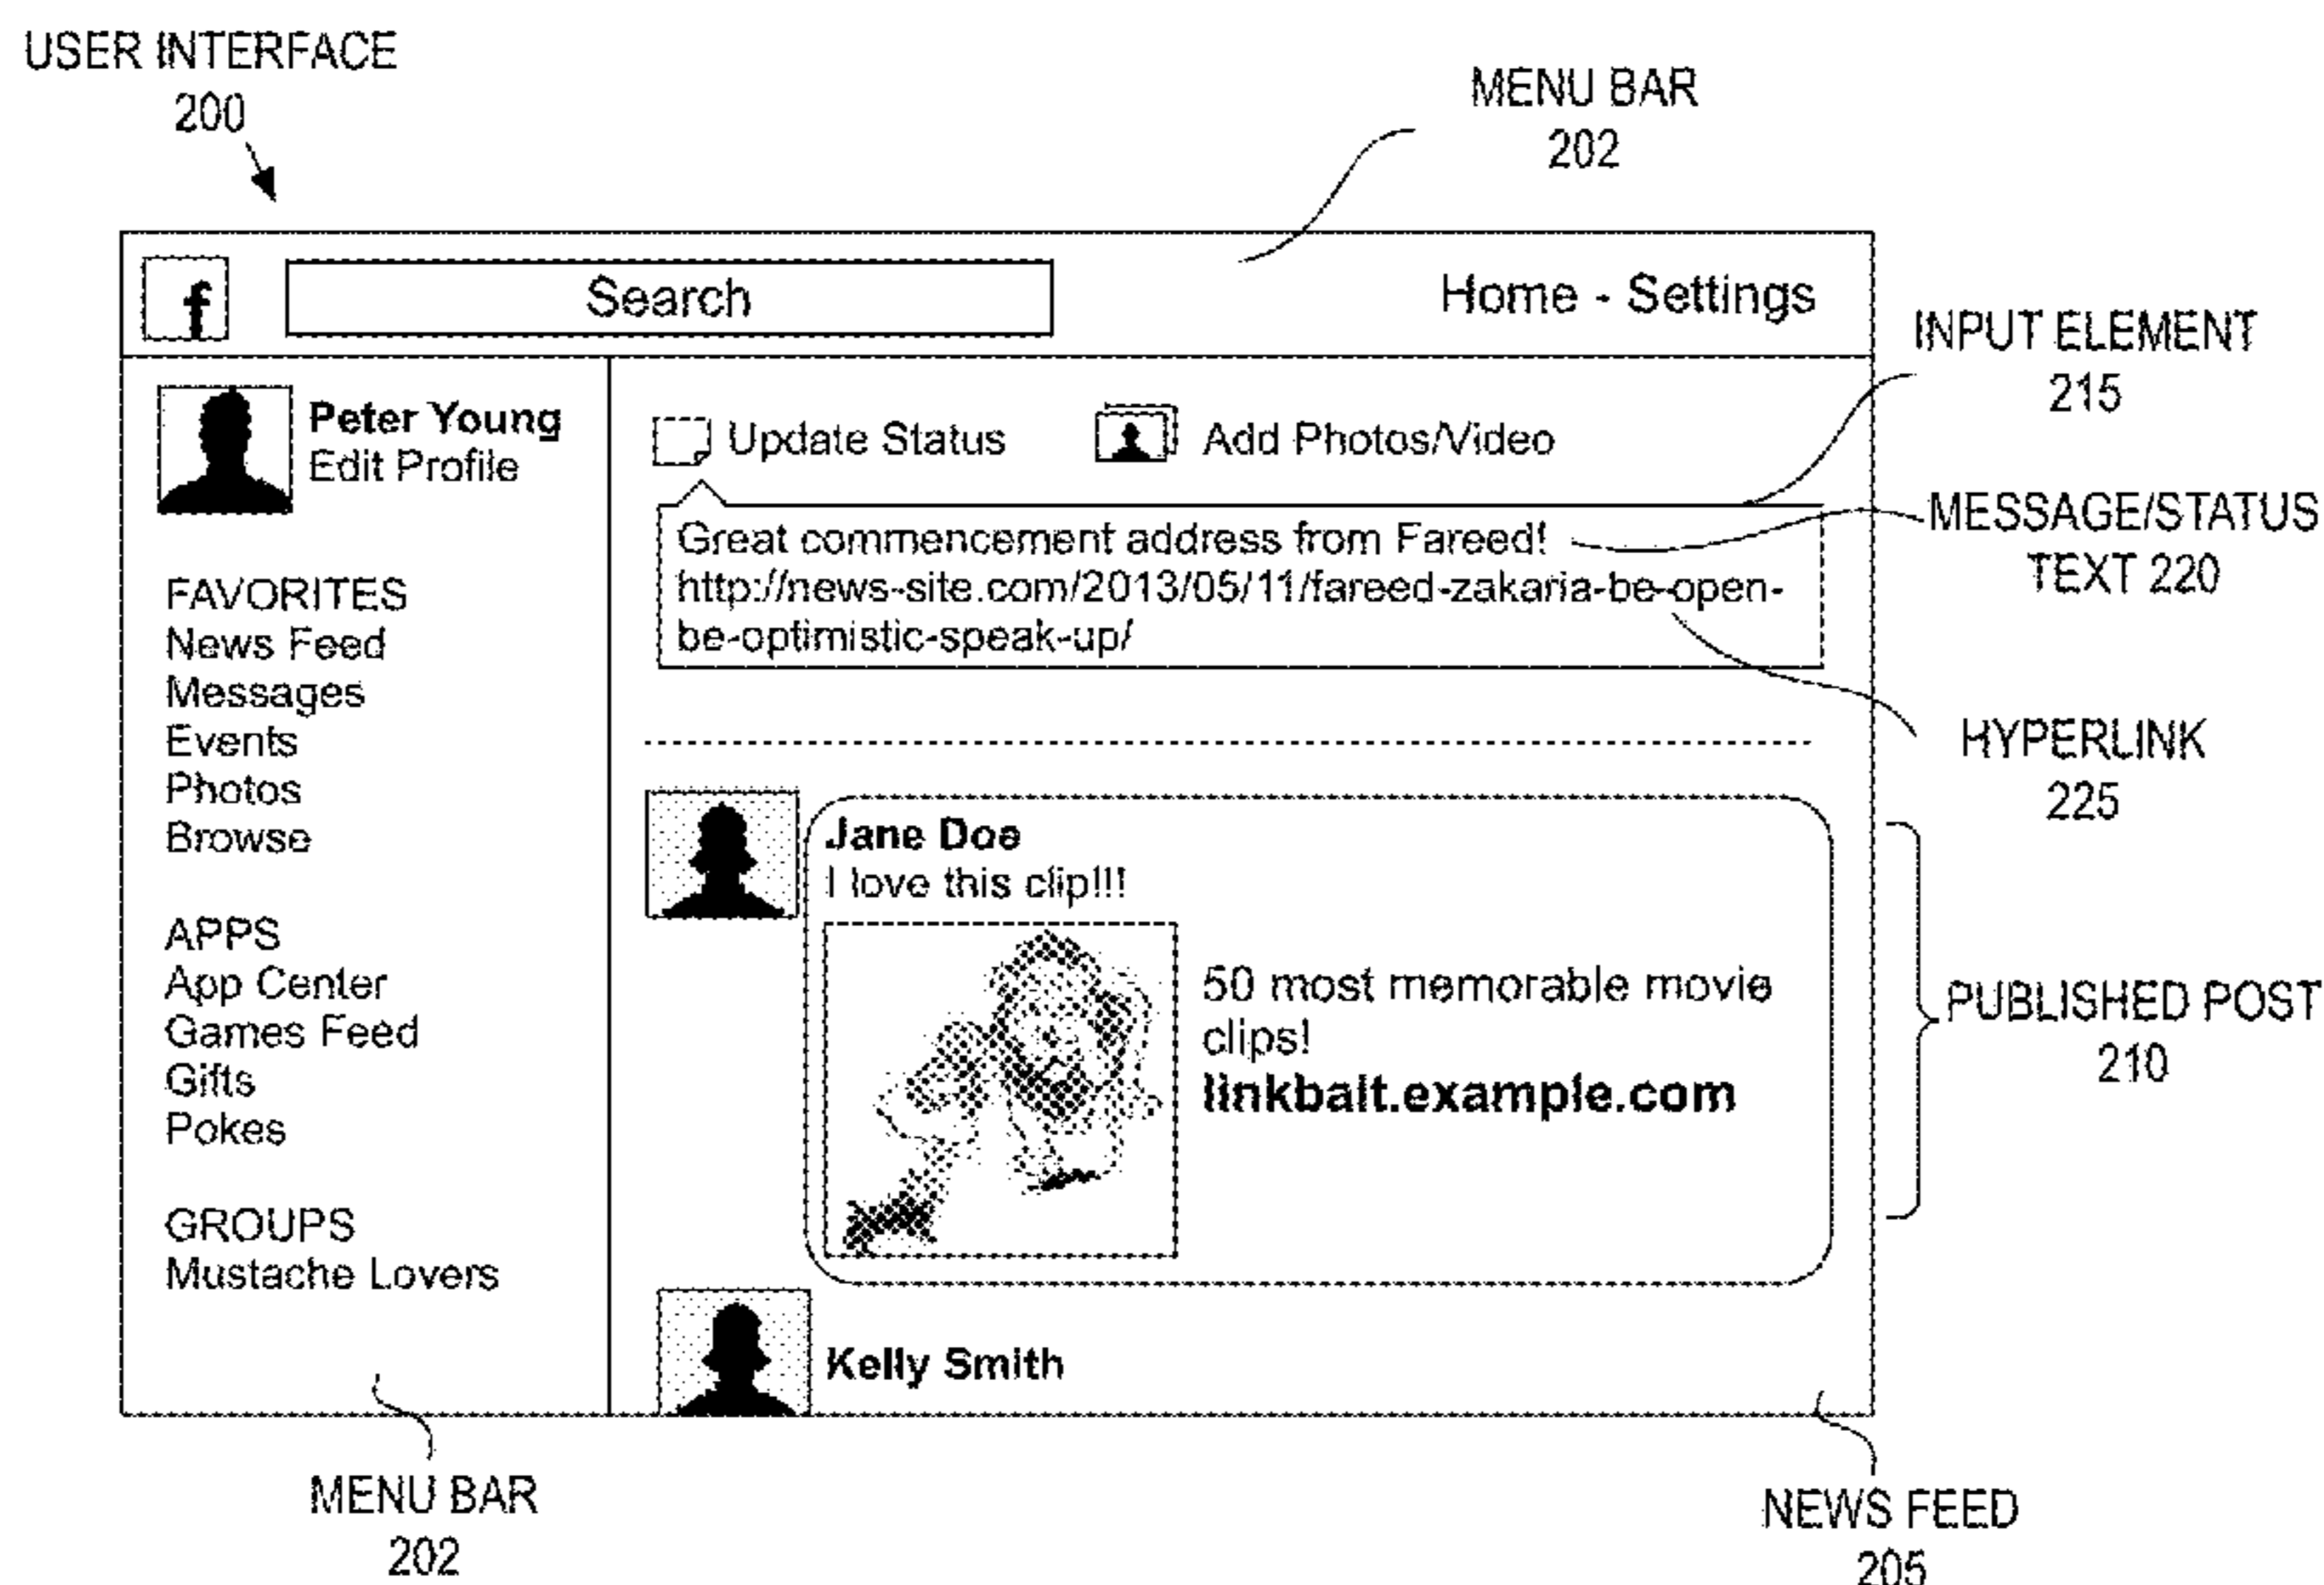 USER INTERFACE
200
MENU BAR
202
f
Search
Home - Settings
INPUT ELEMENT
215
Peter Young
Edit Profile
Update Status
Add Photos/Video
Great commencement address from Fareed!
http://news-site.com/2013/05/11/fareed-zakaria-be-open-
be-optimistic-speak-up/
MESSAGE/STATUS
TEXT 220
HYPERLINK
225
FAVORITES
News Feed
Messages
Events
Photos
Browse
APPS
App Center
Games Feed
Gifts
Pokes
GROUPS
Mustache Lovers
Jane Doe
I love this clip!!!
50 most memorable movie
clips!
linkbait.example.com
PUBLISHED POST
210
Kelly Smith
MENU BAR
202
NEWS FEED
205